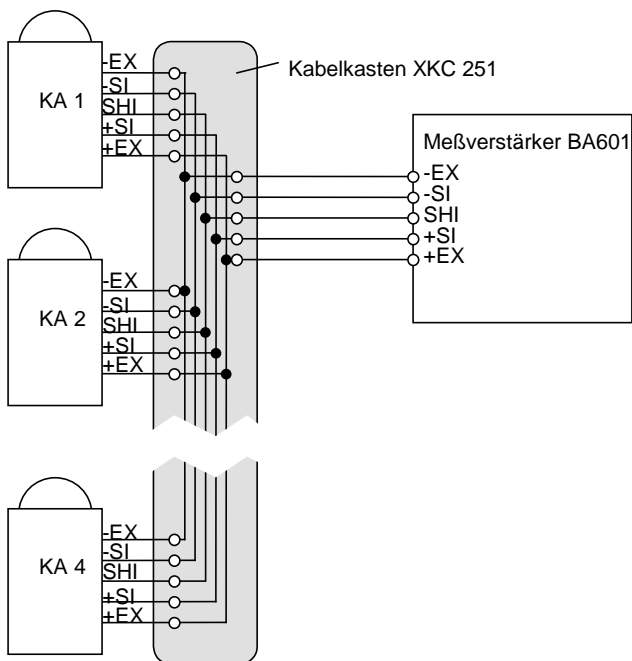 -EX
-SI
SHI
+SI
+EX
KA 1
Kabelkasten XKC 251
Meßverstärker BA601
-EX
-SI
SHI
+SI
+EX
-EX
-SI
SHI
+SI
+EX
KA 2
-EX
-SI
SHI
+SI
+EX
KA 4